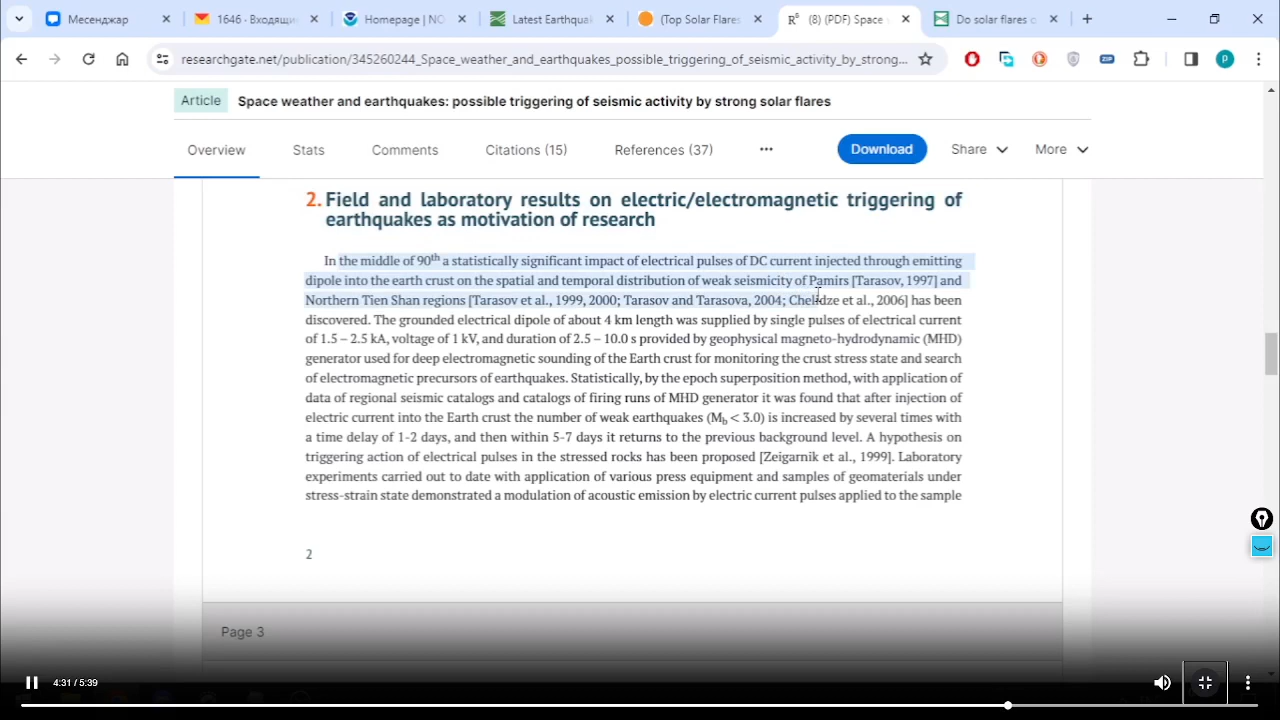 Месенджар
1646 · Входящи
Homepage | NO
Latest Earthqual
(Top Solar Flares
R⁶ (8) (PDF) Space
Do solar flares
researchgate.net/publication/345260244_Space_weather_and_earthquakes_possible_triggering_of_seismic_activity_by_strong...
ZIP
P
Article
Space weather and earthquakes: possible triggering of seismic activity by strong solar flares
Overview
Stats
Comments
Citations (15)
References (37)
Download
Share
More
2. Field and laboratory results on electric/electromagnetic triggering of
earthquakes as motivation of research
In the middle of 90th a statistically significant impact of electrical pulses of DC current injected through emitting
dipole into the earth crust on the spatial and temporal distribution of weak seismicity of Pamirs [Tarasov, 1997] and
Northern Tien Shan regions [Tarasov et al., 1999, 2000; Tarasov and Tarasova, 2004; Chelidze et al., 2006] has been
discovered. The grounded electrical dipole of about 4 km length was supplied by single pulses of electrical current
of 1.5 – 2.5 kA, voltage of 1 kV, and duration of 2.5 – 10.0 s provided by geophysical magneto-hydrodynamic (MHD)
generator used for deep electromagnetic sounding of the Earth crust for monitoring the crust stress state and search
of electromagnetic precursors of earthquakes. Statistically, by the epoch superposition method, with application of
data of regional seismic catalogs and catalogs of firing runs of MHD generator it was found that after injection of
electric current into the Earth crust the number of weak earthquakes (Mb < 3.0) is increased by several times with
a time delay of 1-2 days, and then within 5-7 days it returns to the previous background level. A hypothesis on
triggering action of electrical pulses in the stressed rocks has been proposed [Zeigarnik et al., 1999]. Laboratory
experiments carried out to date with application of various press equipment and samples of geomaterials under
stress-strain state demonstrated a modulation of acoustic emission by electric current pulses applied to the sample
2
Page 3
4:31 / 5:39